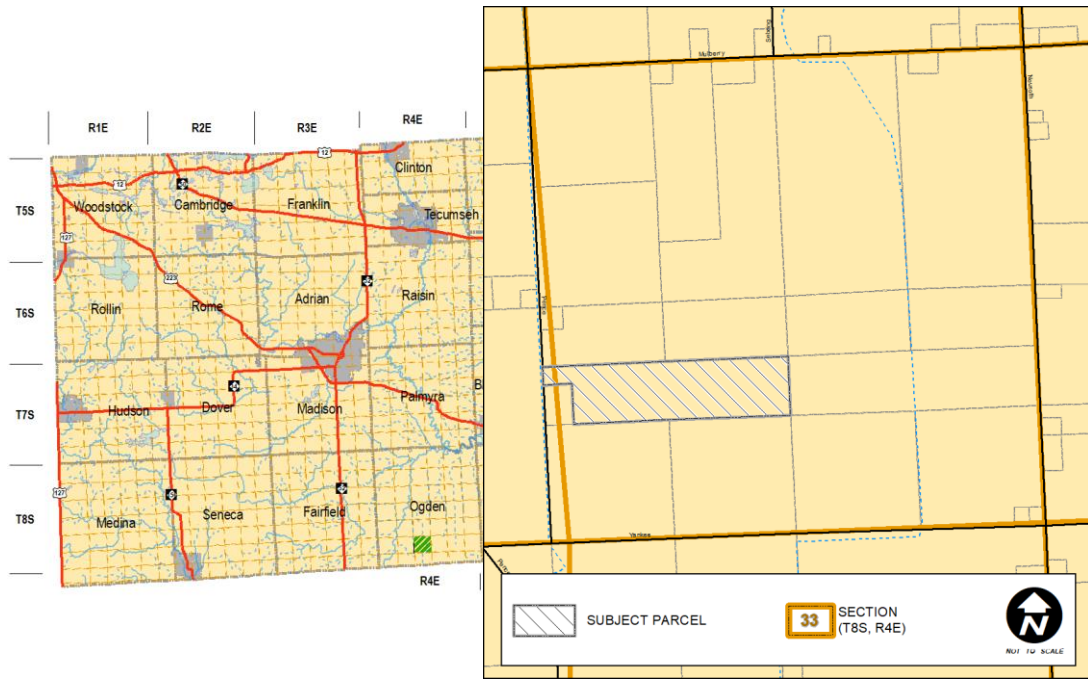 R1E
R2E
R3E
R4E
T5S
T6S
T7S
T8S
12
12
127
223
127
Clinton
Woodstock
Cambridge
Franklin
Tecumseh
Rollin
Rome
Adrian
Raisin
Hudson
Dover
Madison
Palmyra
B
Medina
Seneca
Fairfield
Ogden
R4E
Mulberry
Yankee
SUBJECT PARCEL
33
SECTION
(T8S, R4E)
N
NOT TO SCALE